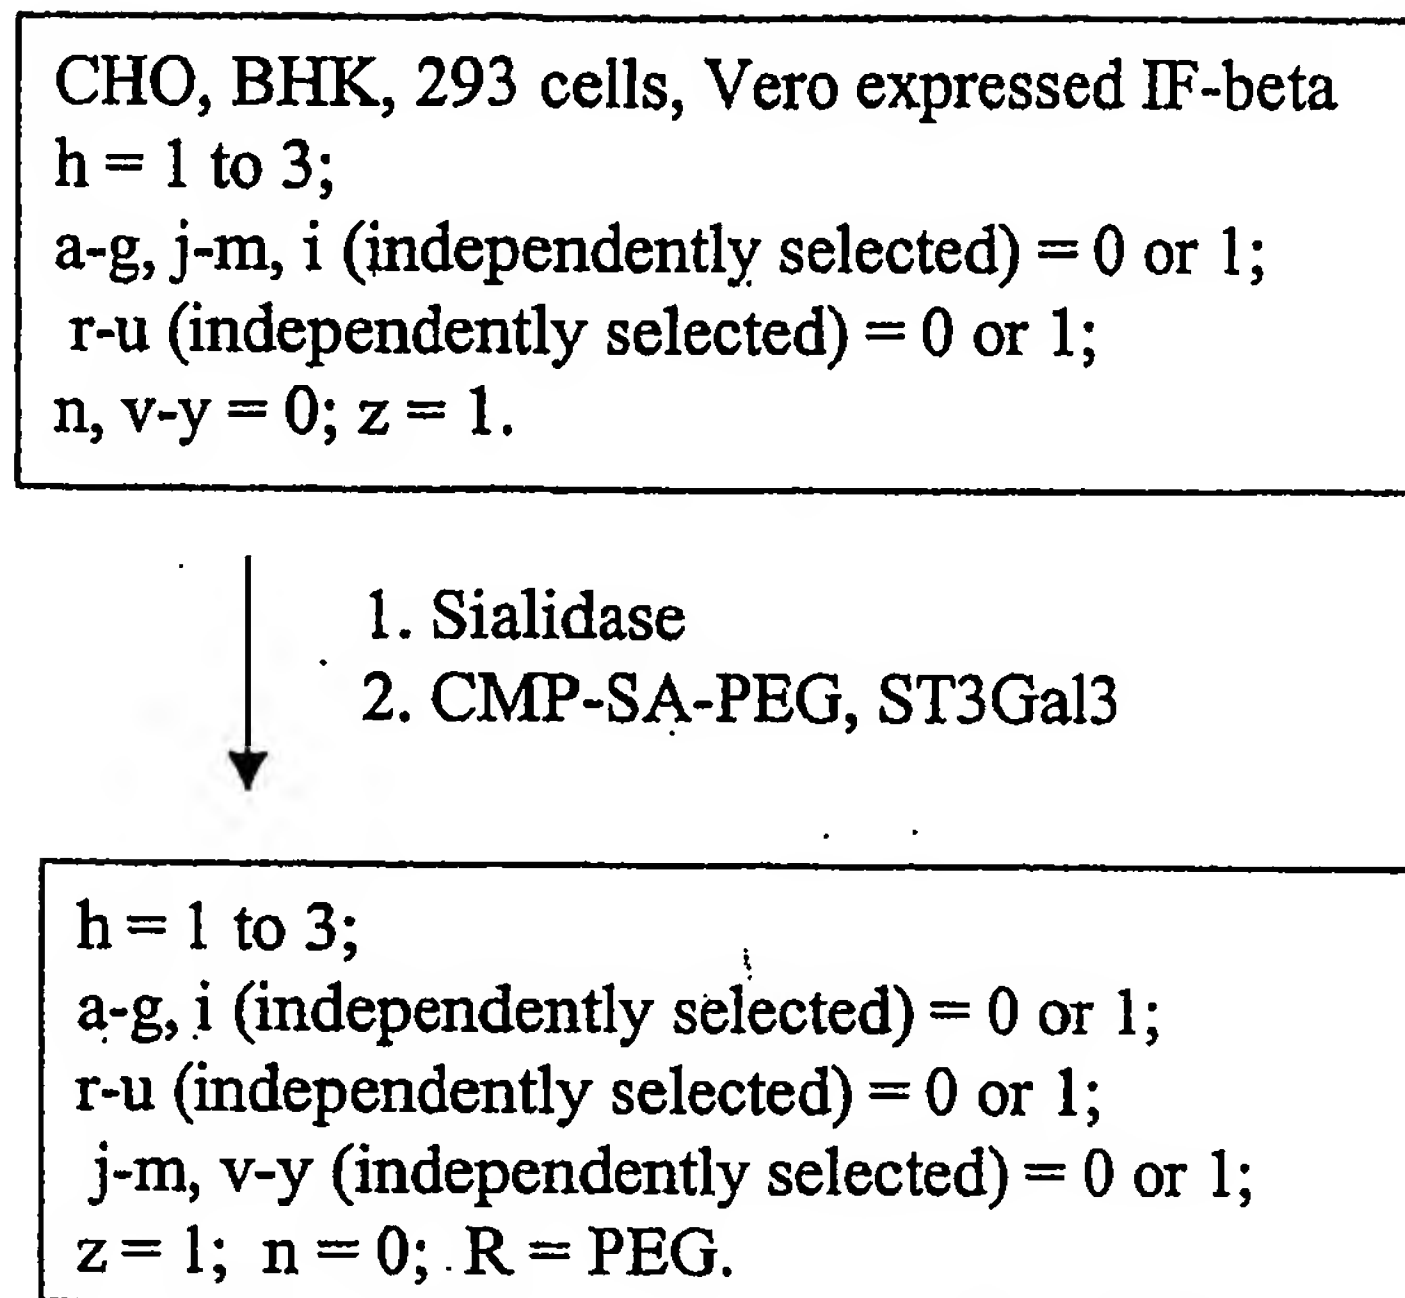 CHO, BHK, 293 cells, Vero expressed IF-beta
h = 1 to 3;
a-g, j-m, i (independently selected) = 0 or 1;
r-u (independently selected) = 0 or 1;
n, v-y = 0; z = 1.
1. Sialidase
2. CMP-SA-PEG, ST3Gal3
h = 1 to 3;
a-g, i (independently selected) = 0 or 1;
r-u (independently selected) = 0 or 1;
j-m, v-y (independently selected) = 0 or 1;
z = 1; n = 0; R = PEG.